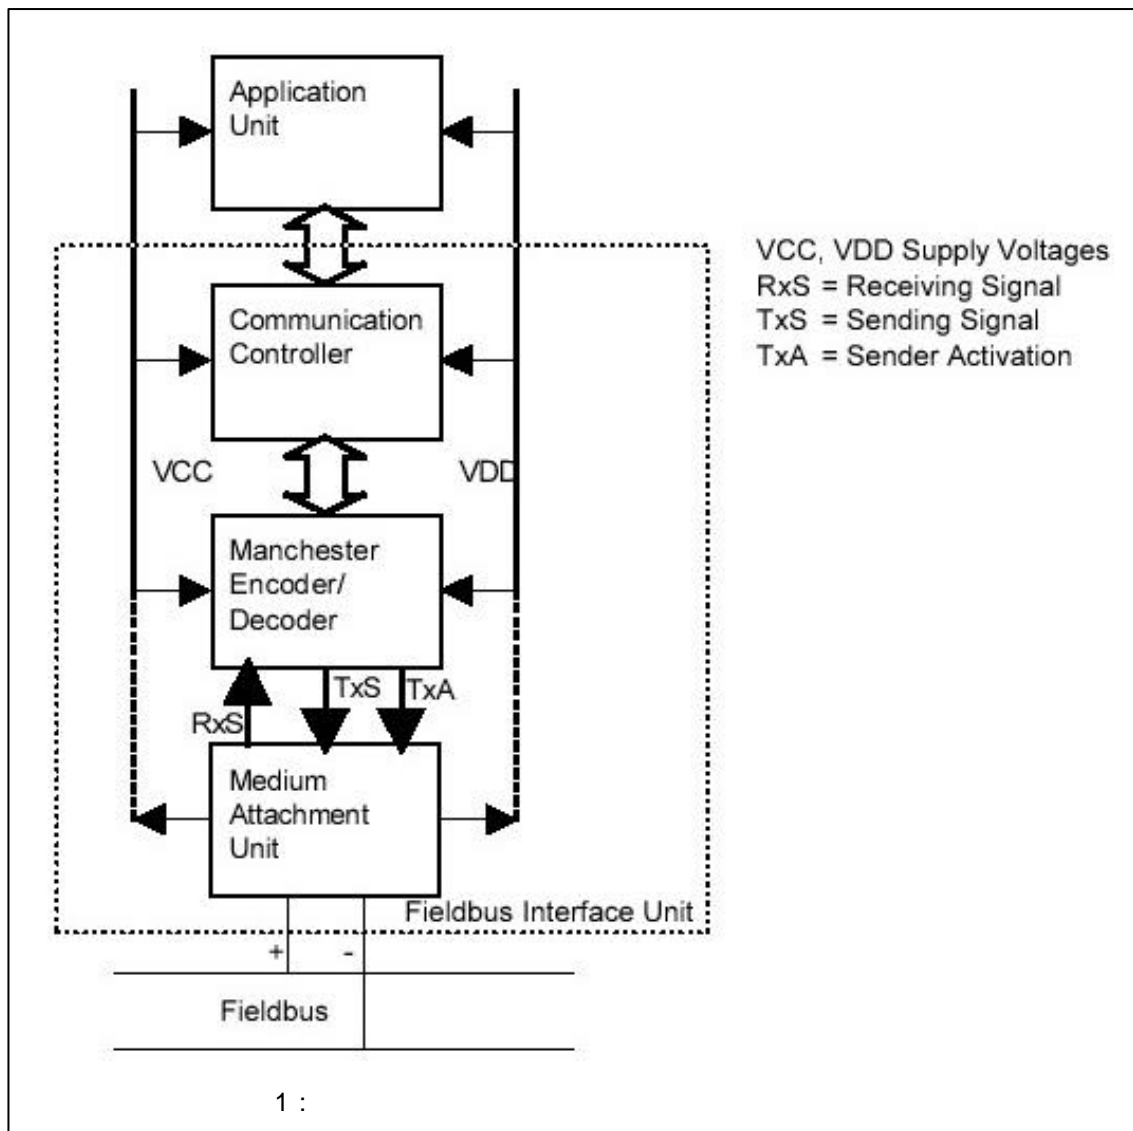 Application
Unit
VCC, VDD Supply Voltages
RxS = Receiving Signal
TxS = Sending Signal
TxA = Sender Activation
Communication
Controller
VCC
VDD
Manchester
Encoder/
Decoder
TxS
TxA
RxS
Medium
Attachment
Unit
Fieldbus Interface Unit
+
-
Fieldbus
1 :